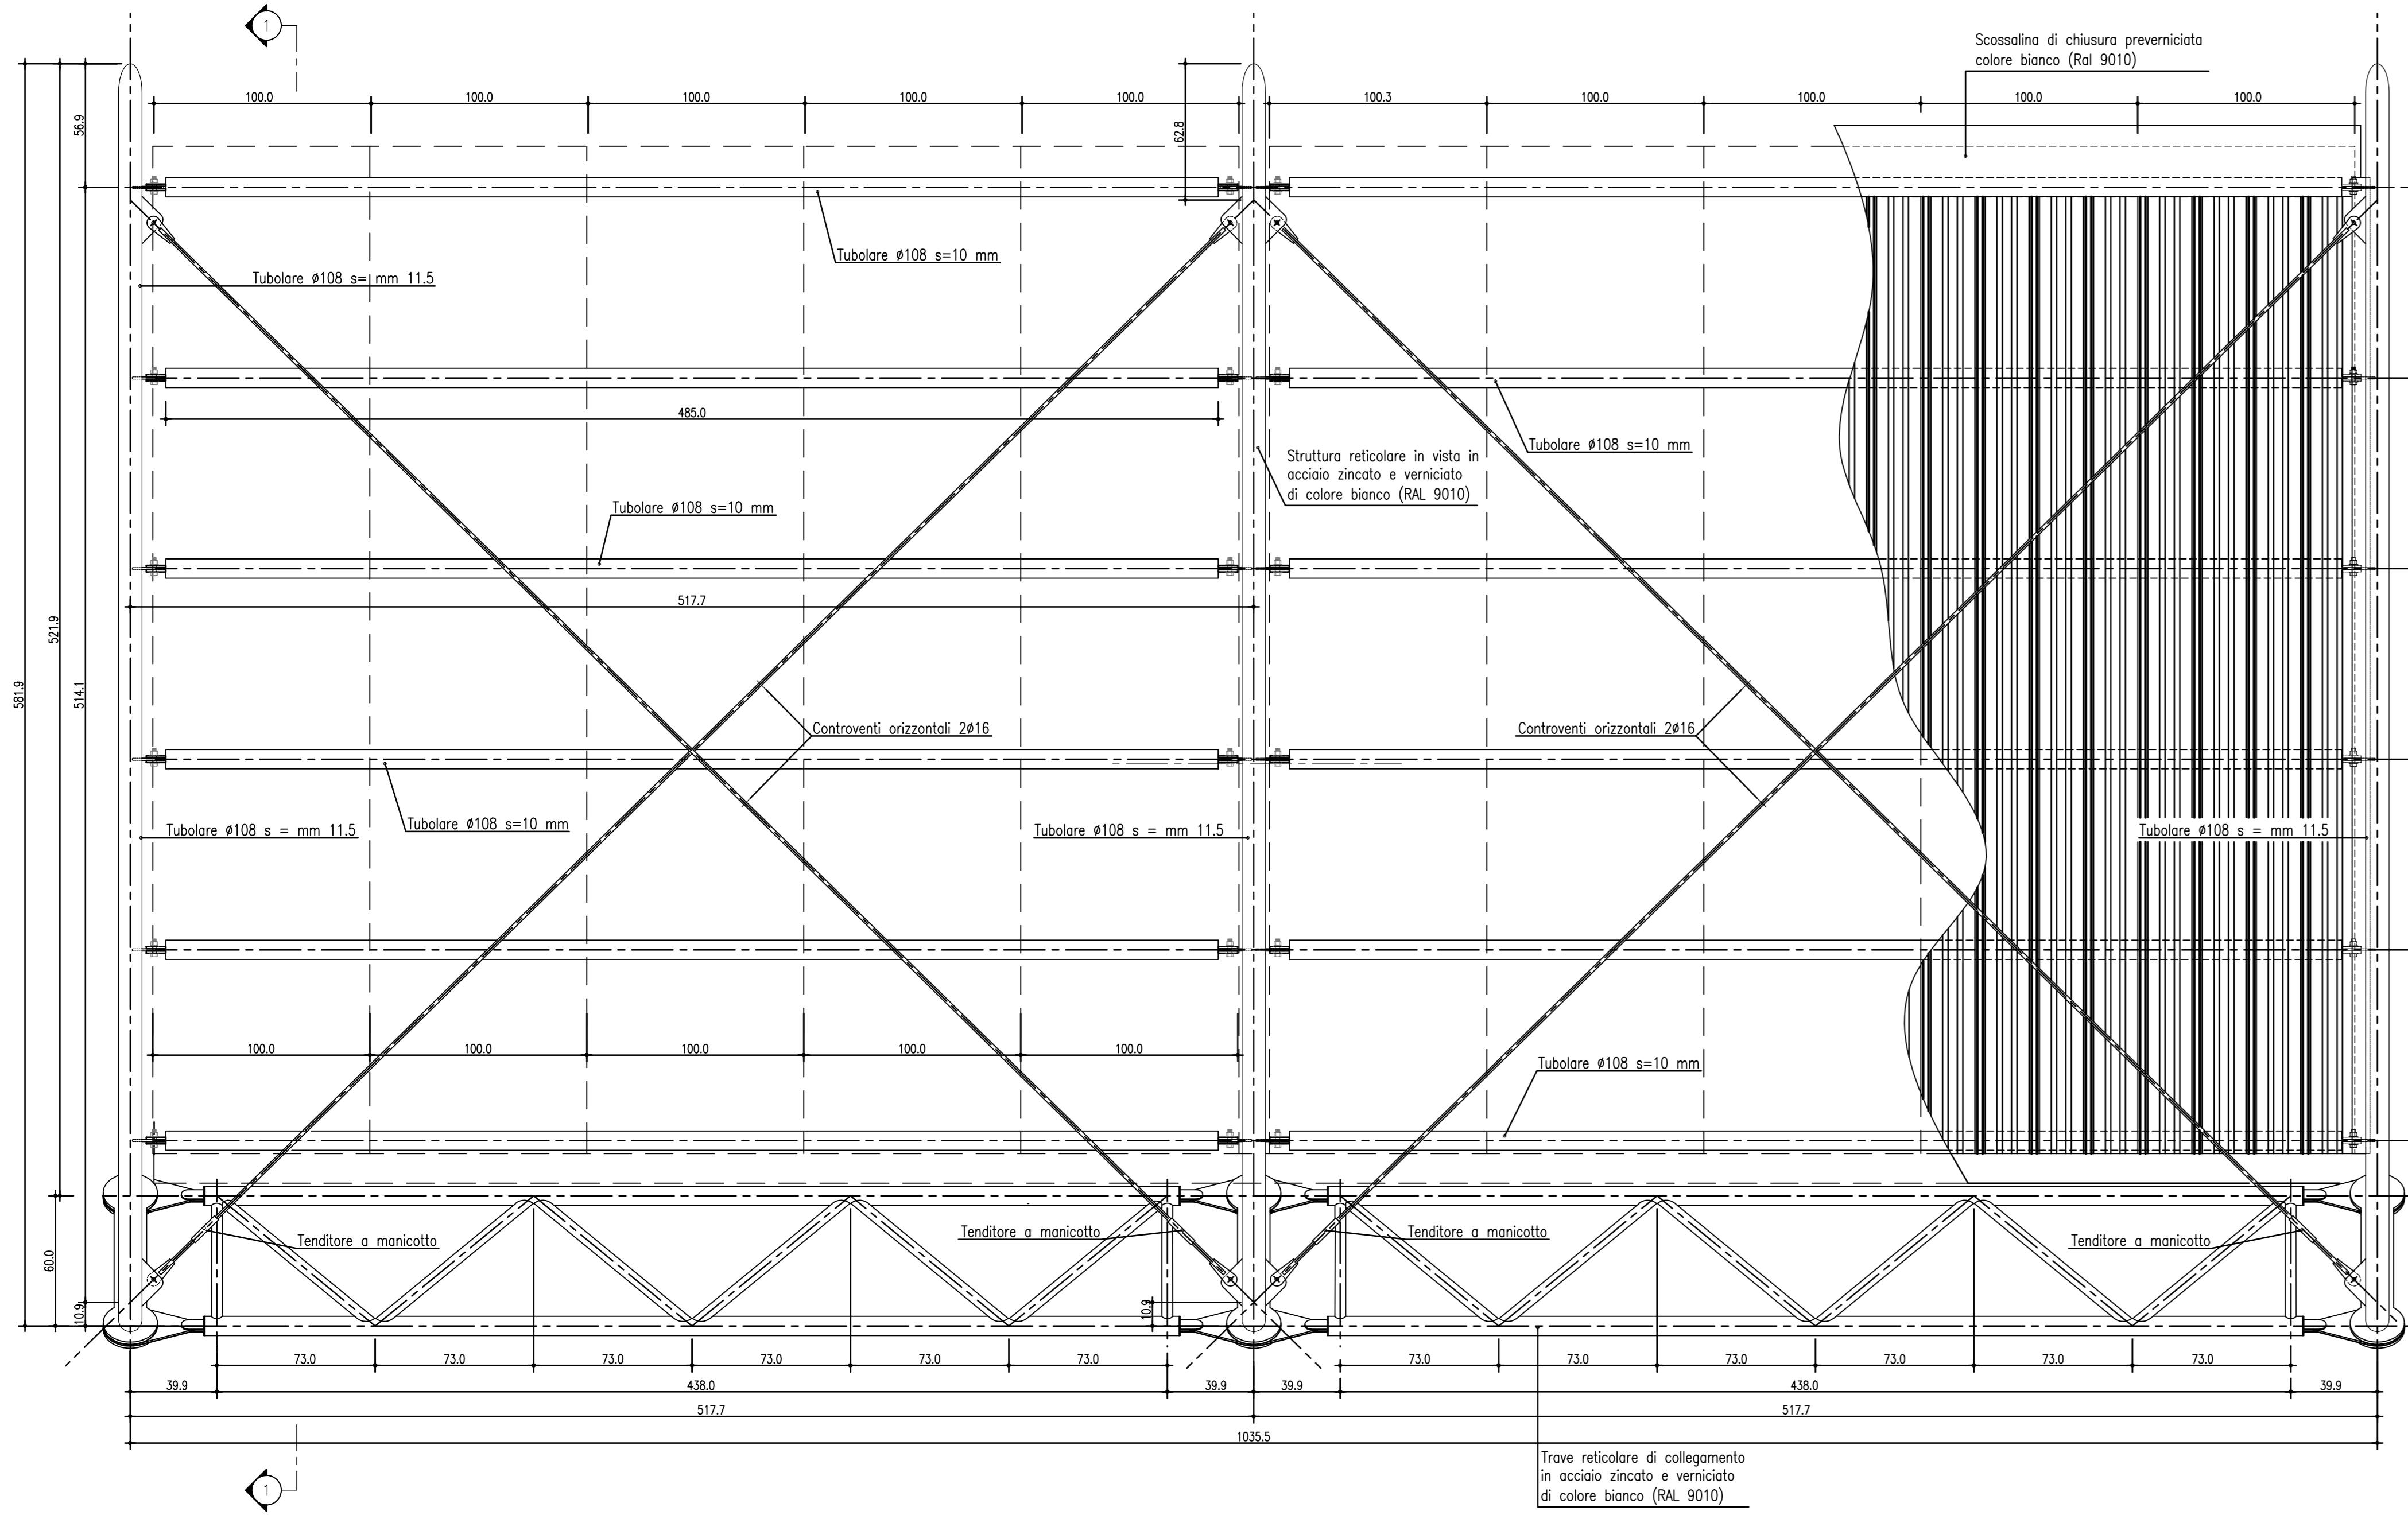 1
Scossalina di chiusura preverniciata
colore bianco (Ral 9010)
100.0
100.0
100.0
100.0
100.0
100.3
100.0
100.0
100.0
100.0
56.9
62.8
Tubolare ø108 s=10 mm
Tubolare ø108 s= mm 11.5
485.0
Tubolare ø108 s=10 mm
Struttura reticolare in vista in
acciaio zincato e verniciato
di colore bianco (RAL 9010)
Tubolare ø108 s=10 mm
517.7
521.9
581.9
514.1
Controventi orizzontali 2ø16
Controventi orizzontali 2ø16
Tubolare ø108 s=10 mm
Tubolare ø108 s = mm 11.5
Tubolare ø108 s = mm 11.5
Tubolare ø108 s = mm 11.5
100.0
100.0
100.0
100.0
100.0
Tubolare ø108 s=10 mm
Tenditore a manicotto
Tenditore a manicotto
Tenditore a manicotto
Tenditore a manicotto
60.0
10.9
10.9
73.0
73.0
73.0
73.0
73.0
73.0
73.0
73.0
73.0
73.0
73.0
73.0
39.9
438.0
39.9
39.9
438.0
39.9
517.7
517.7
1035.5
Trave reticolare di collegamento
in acciaio zincato e verniciato
di colore bianco (RAL 9010)
1